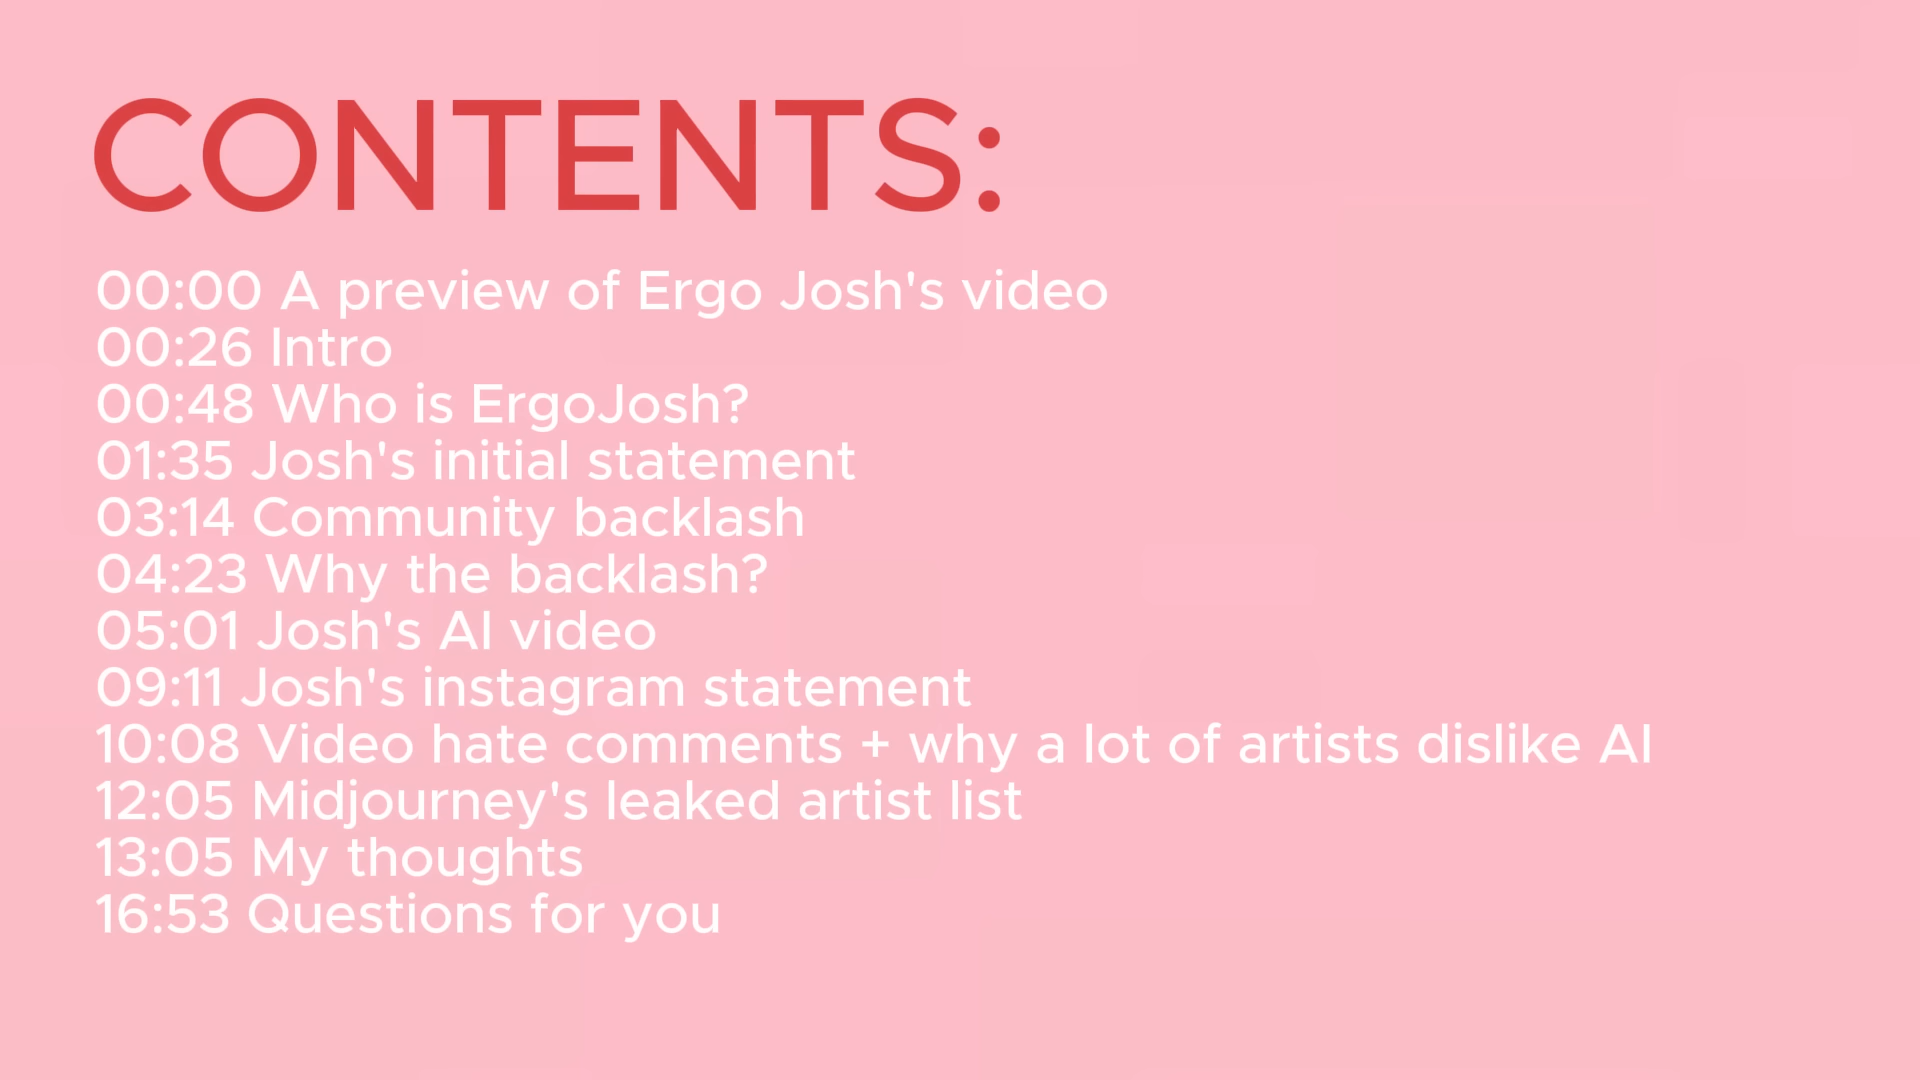 CONTENTS:
00:00 A preview of Ergo Josh's video
00:26 Intro
00:48 Who is ErgoJosh?
01:35 Josh's initial statement
03:14 Community backlash
04:23 Why the backlash?
05:01 Josh's AI video
09:11 Josh's instagram statement
10:08 Video hate comments + why a lot of artists dislike AI
12:05 Midjourney's leaked artist list
13:05 My thoughts
16:53 Questions for you